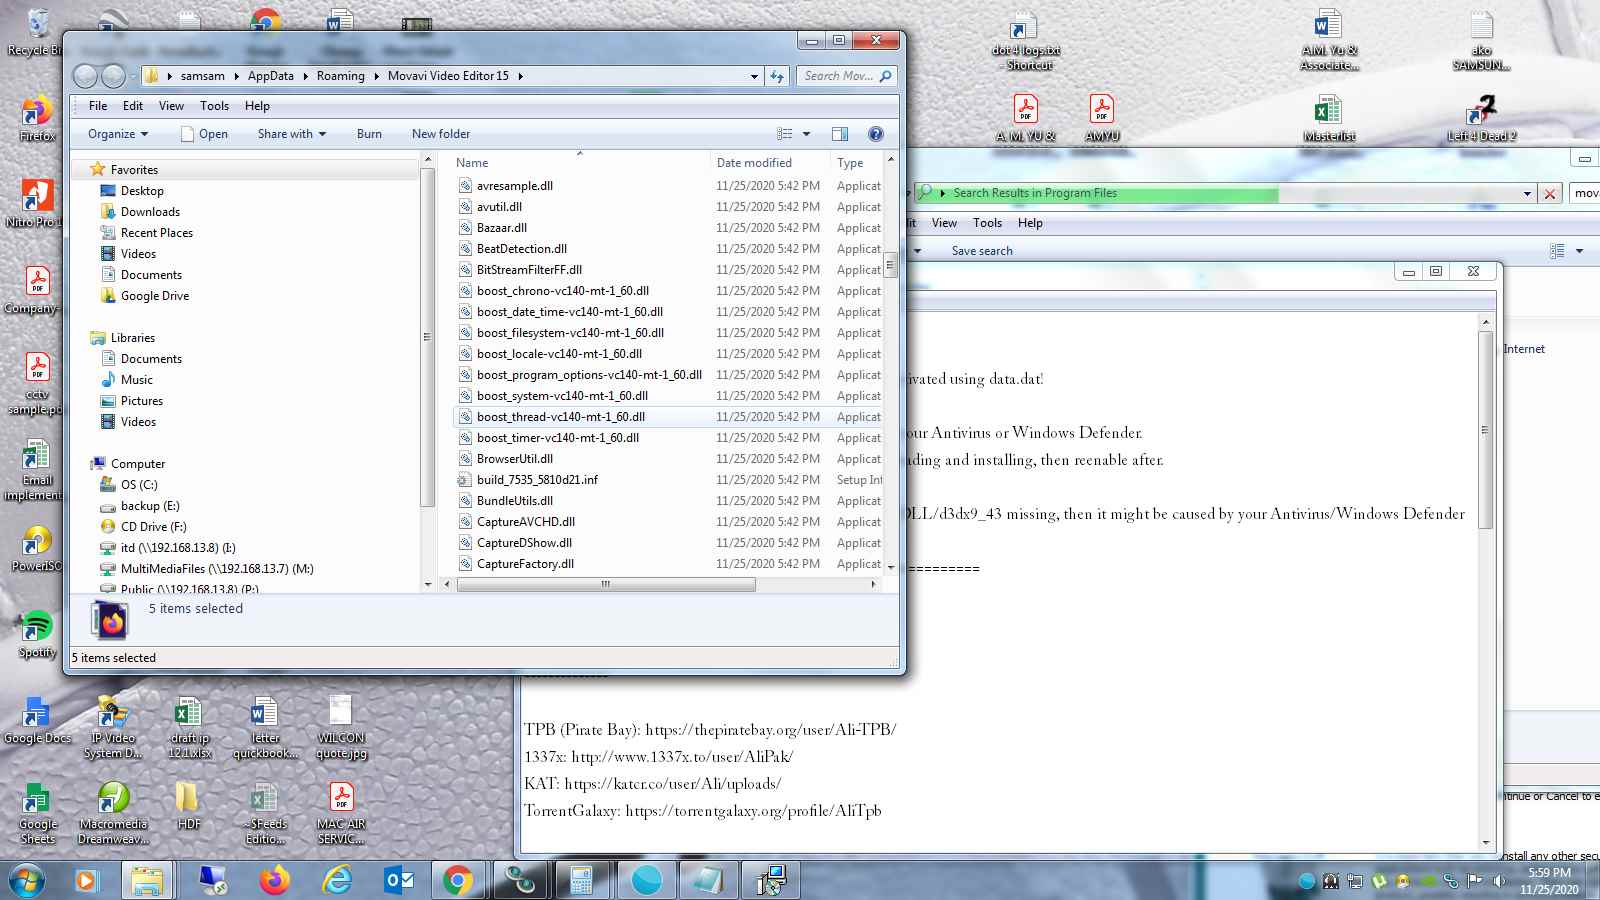 Recycle Bi
dot 4 logs.txt
- Shortcut
A.M. Yu &
Associate...
ako
SAMSUN...
samsam
AppData
Roaming
Movavi Video Editor 15
Search Mov...
File Edit View Tools Help
Organize Open Share with Burn New folder
Favorites
Desktop
Downloads
Recent Places
Videos
Documents
Google Drive
Libraries
Documents
Music
Pictures
Videos
Computer
OS (C:)
backup (E:)
CD Drive (F:)
itd (\\192.168.13.8) (I:)
MultiMediaFiles (\\192.168.13.7) (M:)
Public (\\192.168.13.8) (P:)
Name Date modified Type
avresample.dll 11/25/2020 5:42 PM Applicat
avutil.dll 11/25/2020 5:42 PM Applicat
Bazaar.dll 11/25/2020 5:42 PM Applicat
BeatDetection.dll 11/25/2020 5:42 PM Applicat
BitStreamFilterFF.dll 11/25/2020 5:42 PM Applicat
boost_chrono-vc140-mt-1_60.dll 11/25/2020 5:42 PM Applicat
boost_date_time-vc140-mt-1_60.dll 11/25/2020 5:42 PM Applicat
boost_filesystem-vc140-mt-1_60.dll 11/25/2020 5:42 PM Applicat
boost_locale-vc140-mt-1_60.dll 11/25/2020 5:42 PM Applicat
boost_program_options-vc140-mt-1_60.dll 11/25/2020 5:42 PM Applicat
boost_system-vc140-mt-1_60.dll 11/25/2020 5:42 PM Applicat
boost_thread-vc140-mt-1_60.dll 11/25/2020 5:42 PM Applicat
boost_timer-vc140-mt-1_60.dll 11/25/2020 5:42 PM Applicat
BrowserUtil.dll 11/25/2020 5:42 PM Applicat
build_7535_5810d21.inf 11/25/2020 5:42 PM Setup Int
BundleUtils.dll 11/25/2020 5:42 PM Applicat
CaptureAVCHD.dll 11/25/2020 5:42 PM Applicat
CaptureDShow.dll 11/25/2020 5:42 PM Applicat
CaptureFactory.dll 11/25/2020 5:42 PM Applicat
5 items selected
5 items selected
Firefox
Nitro Pro 1
Company-
cctv
sample.pd
Email
implement
PowerISO
Spotify
A. M. YU &
AMYU
Masterlist
Left 4 Dead 2
Search Results in Program Files
mova
it View Tools Help
Save search
Internet
ivated using data.dat!
our Antivirus or Windows Defender.
ading and installing, then reenable after.
DLL/d3dx9_43 missing, then it might be caused by your Antivirus/Windows Defender
=========
TPB (Pirate Bay): https://thepiratebay.org/user/Ali-TPB/
1337x: http://www.1337x.to/user/AliPak/
KAT: https://katcr.co/user/Ali/uploads/
TorrentGalaxy: https://torrentgalaxy.org/profile/AliTpb
ntinue or Cancel to e
nstall any other secu
Google Docs
IP Video
System D...
draft ip
12.1.xlsx
letter
quickbook...
WILCON
quote.jpg
Google
Sheets
Macromedia
Dreamweav...
HDF
~$Feeds
Editio...
MAC AIR
SERVIC...
5:59 PM
11/25/2020